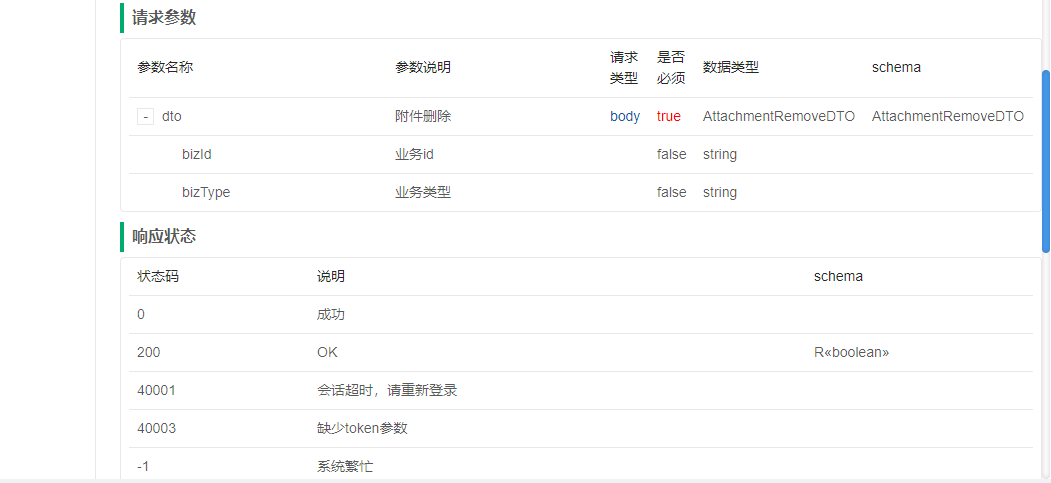 请求参数
参数名称 参数说明 请求类型 是否必须 数据类型 schema
- dto 附件删除 body true AttachmentRemoveDTO AttachmentRemoveDTO
bizId 业务id false string
bizType 业务类型 false string
响应状态
状态码 说明 schema
0 成功
200 OK R«boolean»
40001 会话超时，请重新登录
40003 缺少token参数
-1 系统繁忙